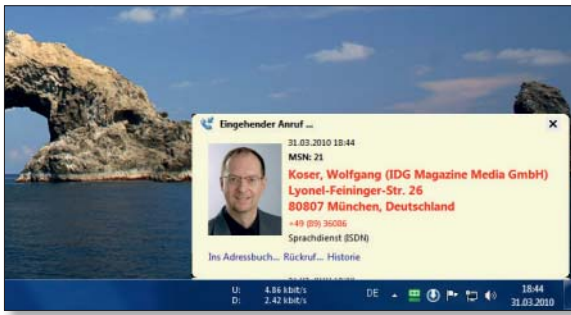 Eingehender Anruf ...
31.03.2010 18:44
MSN: 21
Koser, Wolfgang (IDG Magazine Media GmbH)
Lyonel-Feininger-Str. 26
80807 München, Deutschland
+49 (89) 36086
Sprachdienst (ISDN)
Ins Adressbuch... Rückruf... Historie
U: 4.86 kbit/s
D: 2.42 kbit/s
DE
18:44
31.03.2010